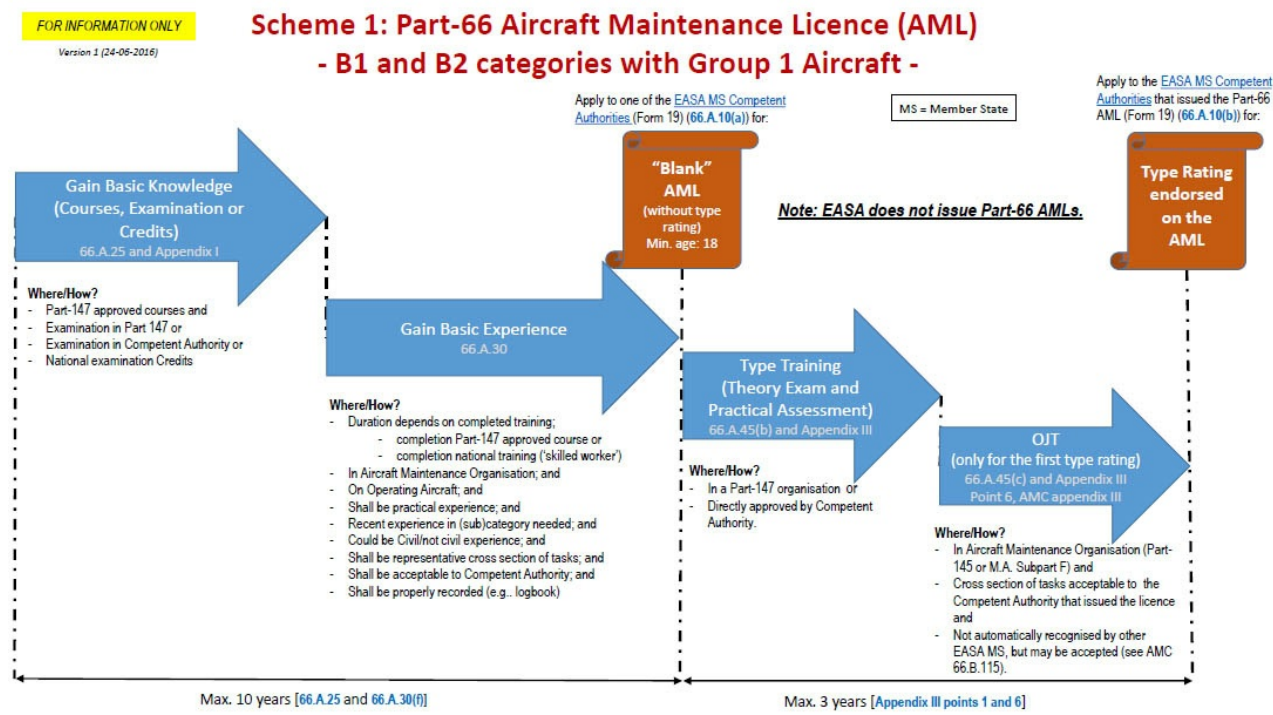 FOR INFORMATION ONLY
Version 1 (24-06-2016)
Scheme 1: Part-66 Aircraft Maintenance Licence (AML)
- B1 and B2 categories with Group 1 Aircraft -
Apply to one of the EASA MS Competent
Authorities (Form 19) (66.A.10(a)) for:
MS = Member State
Apply to the EASA MS Competent
Authorities that issued the Part-66
AML (Form 19) (66.A.10(b)) for:
"Blank"
AML
(without type
rating)
Min. age: 18
Note: EASA does not issue Part-66 AMLs.
Type Rating
endorsed
on the
AML
Gain Basic Knowledge
(Courses, Examination or
Credits)
66.A.25 and Appendix I
Where/How?
- Part-147 approved courses and
- Examination in Part 147 or
- Examination in Competent Authority or
- National examination Credits
Gain Basic Experience
66.A.30
Where/How?
- Duration depends on completed training;
- completion Part-147 approved course or
- completion national training ('skilled worker')
- In Aircraft Maintenance Organisation; and
- On Operating Aircraft; and
- Shall be practical experience; and
- Recent experience in (sub)category needed; and
- Could be Civil/not civil experience; and
- Shall be representative cross section of tasks; and
- Shall be acceptable to Competent Authority; and
- Shall be properly recorded (e.g.. logbook)
Type Training
(Theory Exam and
Practical Assessment)
66.A.45(b) and Appendix III
Where/How?
- In a Part-147 organisation or
- Directly approved by Competent
Authority.
OJT
(only for the first type rating)
66.A.45(c) and Appendix III
Point 6, AMC appendix III
Where/How?
- In Aircraft Maintenance Organisation (Part-
145 or M.A. Subpart F) and
- Cross section of tasks acceptable to the
Competent Authority that issued the licence
and
- Not automatically recognised by other
EASA MS, but may be accepted (see AMC
66.B.115).
Max. 10 years [66.A.25 and 66.A.30(f)]
Max. 3 years [Appendix III points 1 and 6]